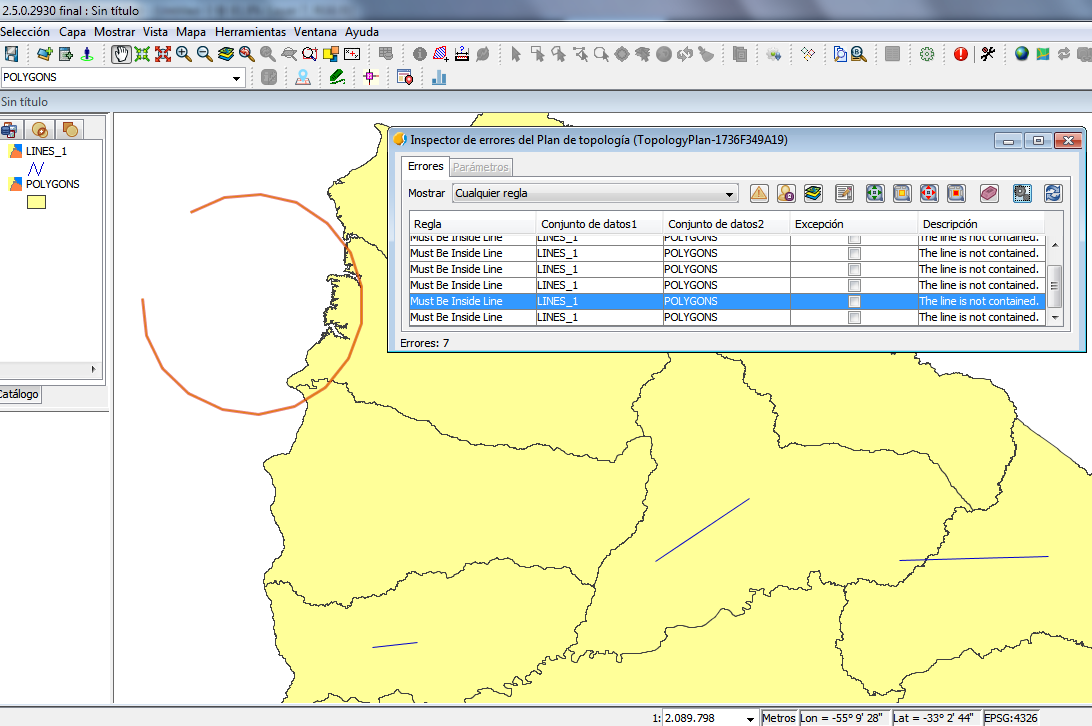 2.5.0.2930 final : Sin título
Selección Capa Mostrar Vista Mapa Herramientas Ventana Ayuda
POLYGONS
Sin título
LINES_1
POLYGONS
Catálogo
Inspector de errores del Plan de topología (TopologyPlan-1736F349A19)
Errores Parámetros
Mostrar Cualquier regla
Regla Conjunto de datos1 Conjunto de datos2 Excepción Descripción
Must Be Inside Line LINES_1 POLYGONS The line is not contained.
Must Be Inside Line LINES_1 POLYGONS The line is not contained.
Must Be Inside Line LINES_1 POLYGONS The line is not contained.
Must Be Inside Line LINES_1 POLYGONS The line is not contained.
Must Be Inside Line LINES_1 POLYGONS The line is not contained.
Must Be Inside Line LINES_1 POLYGONS The line is not contained.
Errores: 7
1: 2.089.798 Metros Lon = -55° 9' 28" Lat = -33° 2' 44" EPSG:4326